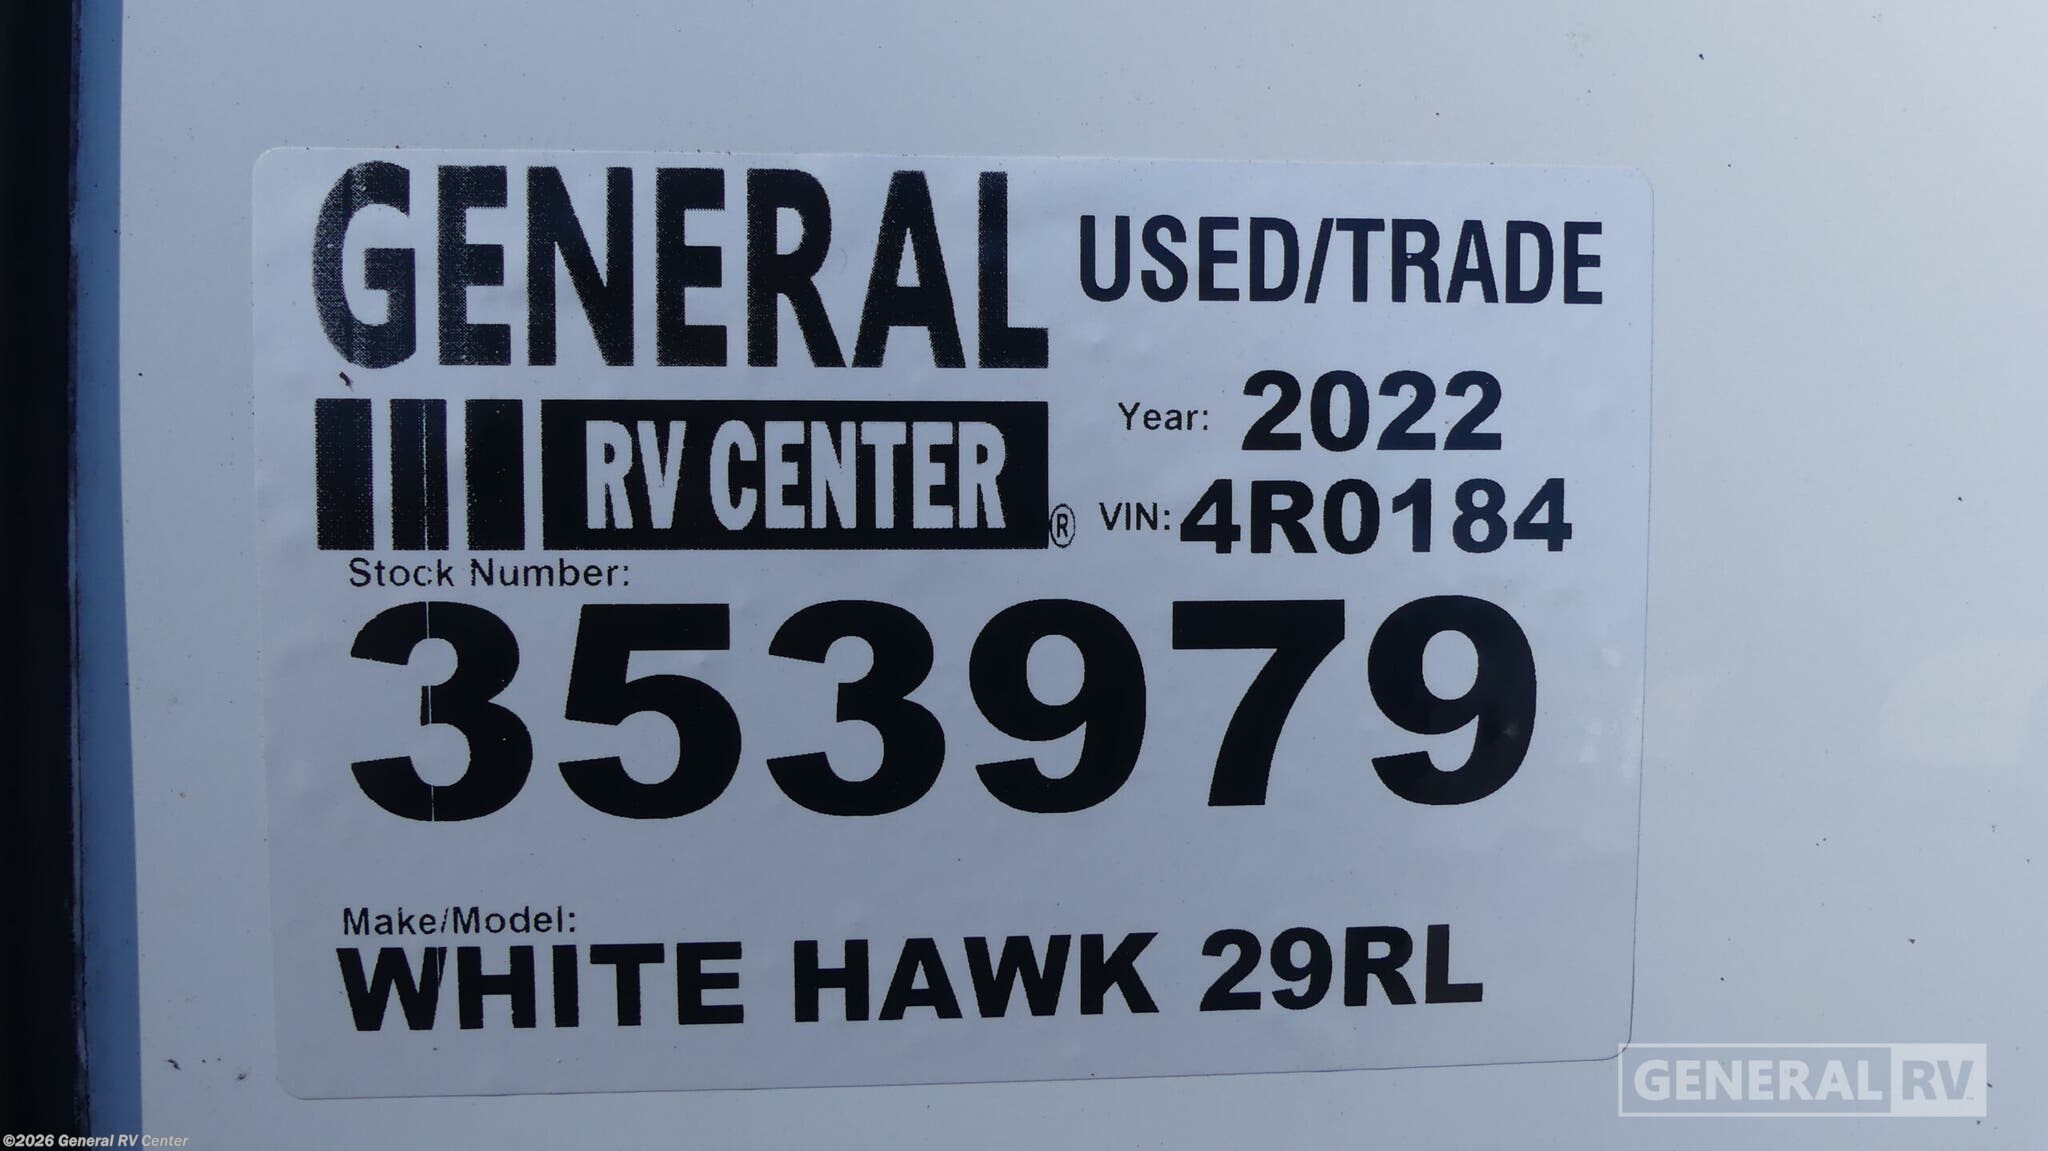 GENERAL
USED/TRADE
RV CENTER ®
Year: 2022
VIN: 4R0184
Stock Number:
353979
Make/Model:
WHITE HAWK 29RL
GENERAL RV
©2026 General RV Center